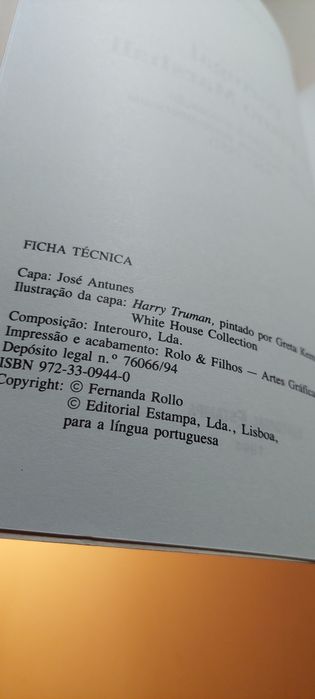 FICHA TÉCNICA
Capa: José Antunes
Ilustração da capa: Harry Truman, pintado por Greta
White House Collection
Composição: Interouro, Lda.
Impressão e acabamento: Rolo & Filhos — Artes Gráfica
Depósito legal n.º 76066/94
ISBN 972-33-0944-0
Copyright: © Fernanda Rollo
© Editorial Estampa, Lda., Lisboa,
para a língua portuguesa